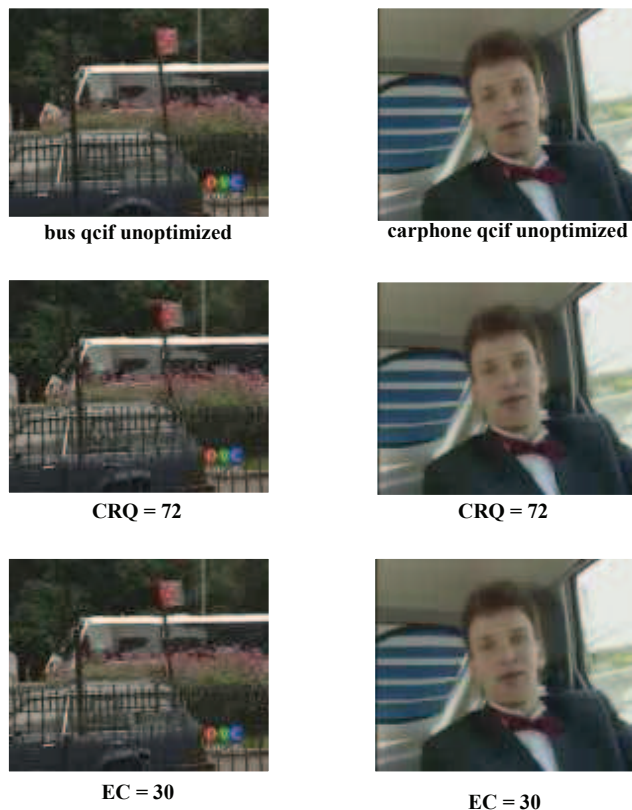 bus qcif unoptimized
carphone qcif unoptimized
CRQ = 72
CRQ = 72
EC = 30
EC = 30